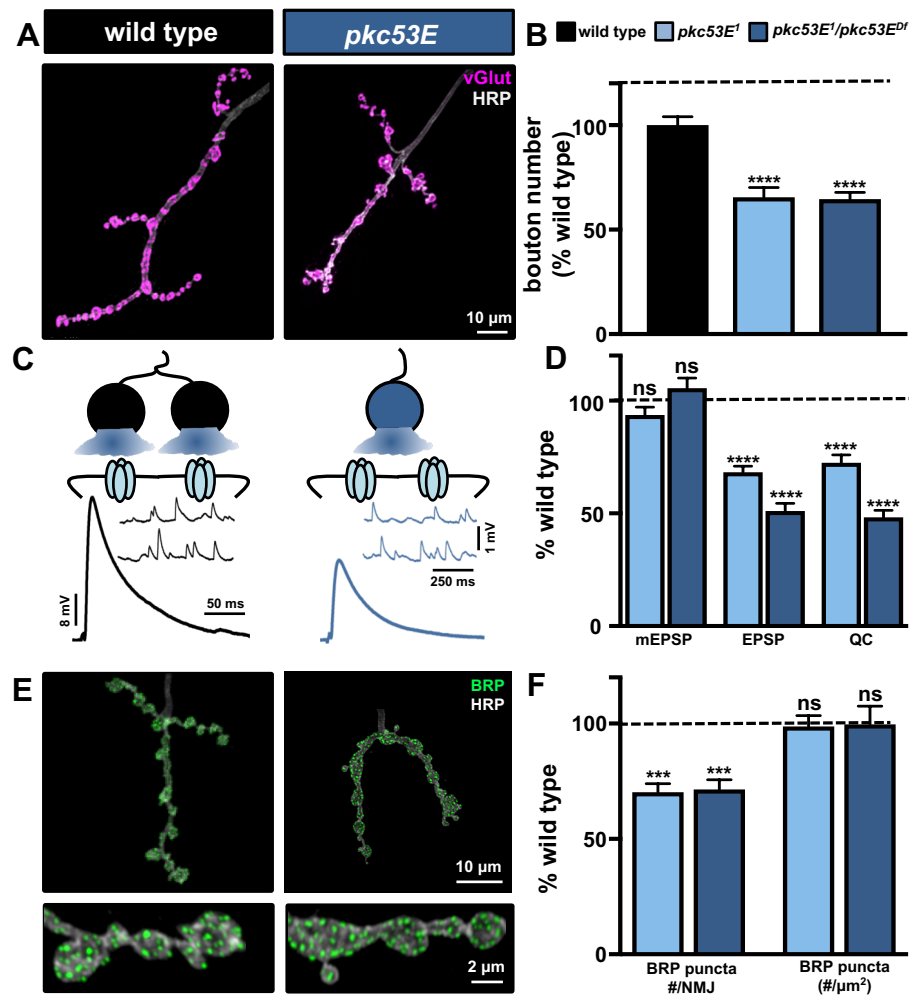 A
wild type
pkc53E
vGlut
HRP
10 µm
B
wild type pkc53E¹ pkc53E¹/pkc53Eᴰᶠ
bouton number
(% wild type)
100
50
0
****
****
C
8 mV
50 ms
1 mV
250 ms
D
% wild type
100
50
0
ns
ns
****
****
****
****
mEPSP
EPSP
QC
E
BRP
HRP
10 µm
2 µm
F
% wild type
100
50
0
***
***
ns
ns
BRP puncta
#/NMJ
BRP puncta
(#/µm²)